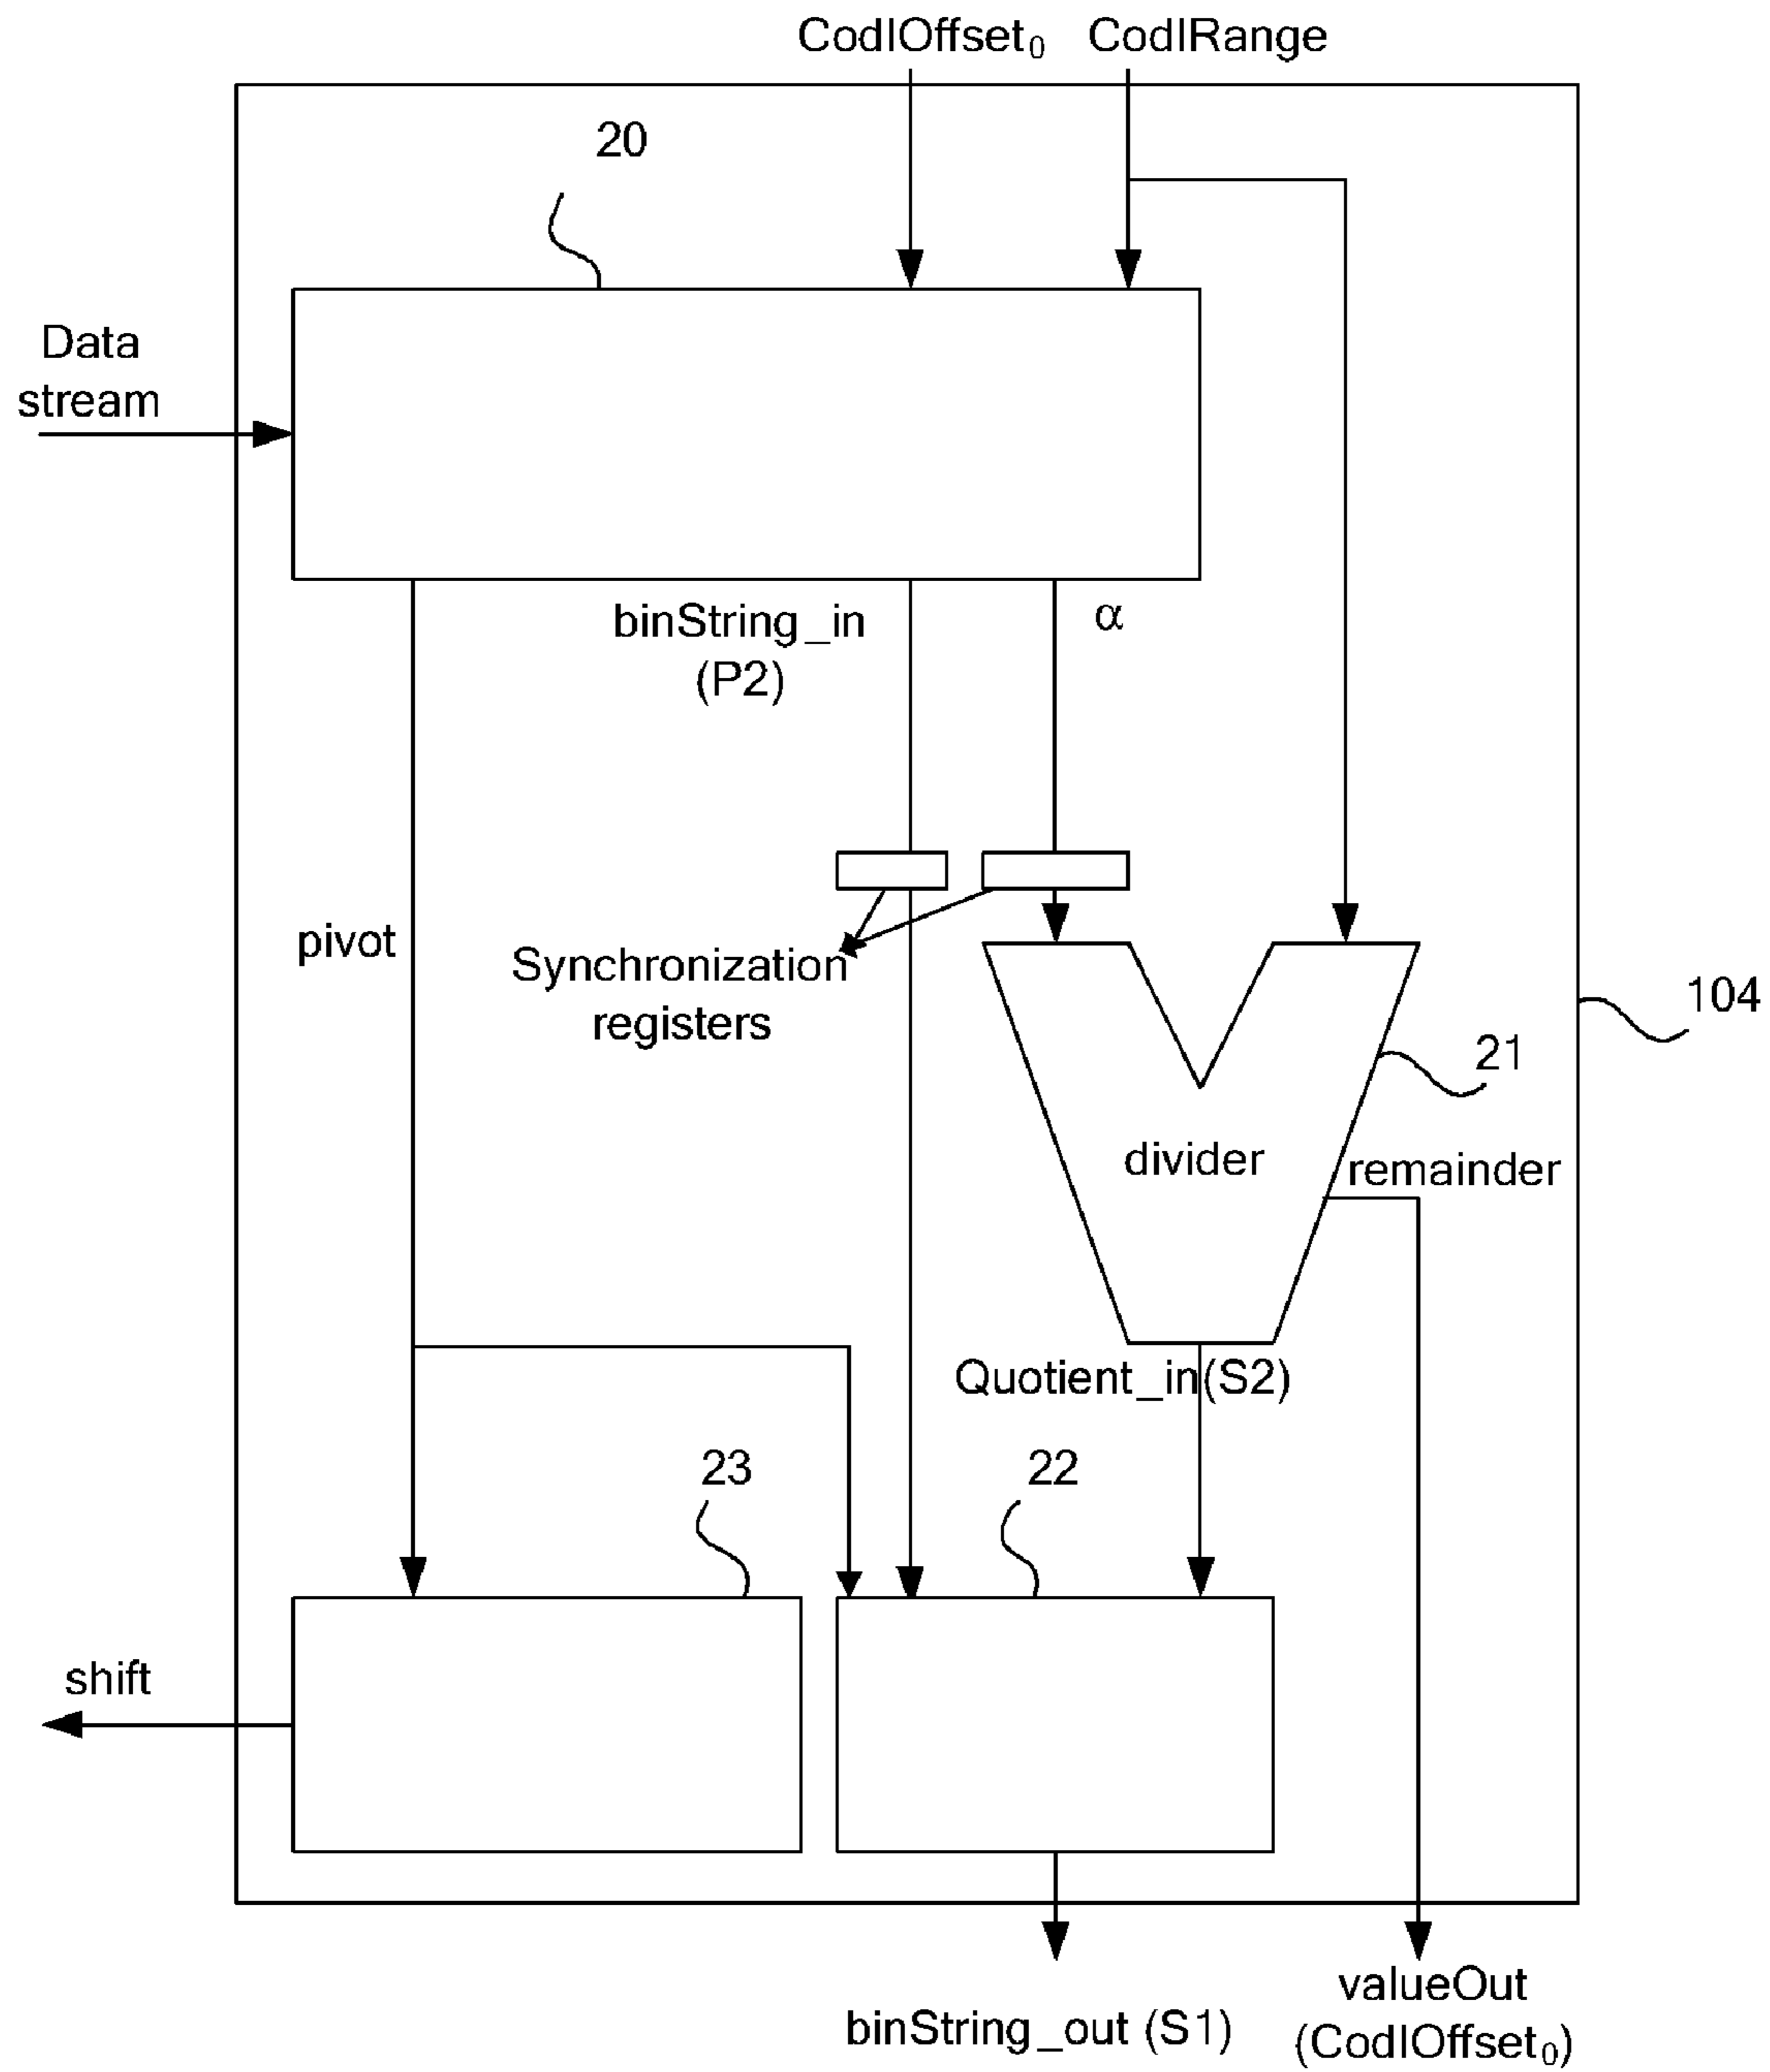 CodIOffset₀ CodIRange
20
Data
stream
binString_in
(P2)
α
pivot
Synchronization
registers
104
21
divider
remainder
Quotient_in(S2)
23
22
shift
binString_out (S1)
valueOut
(CodIOffset₀)